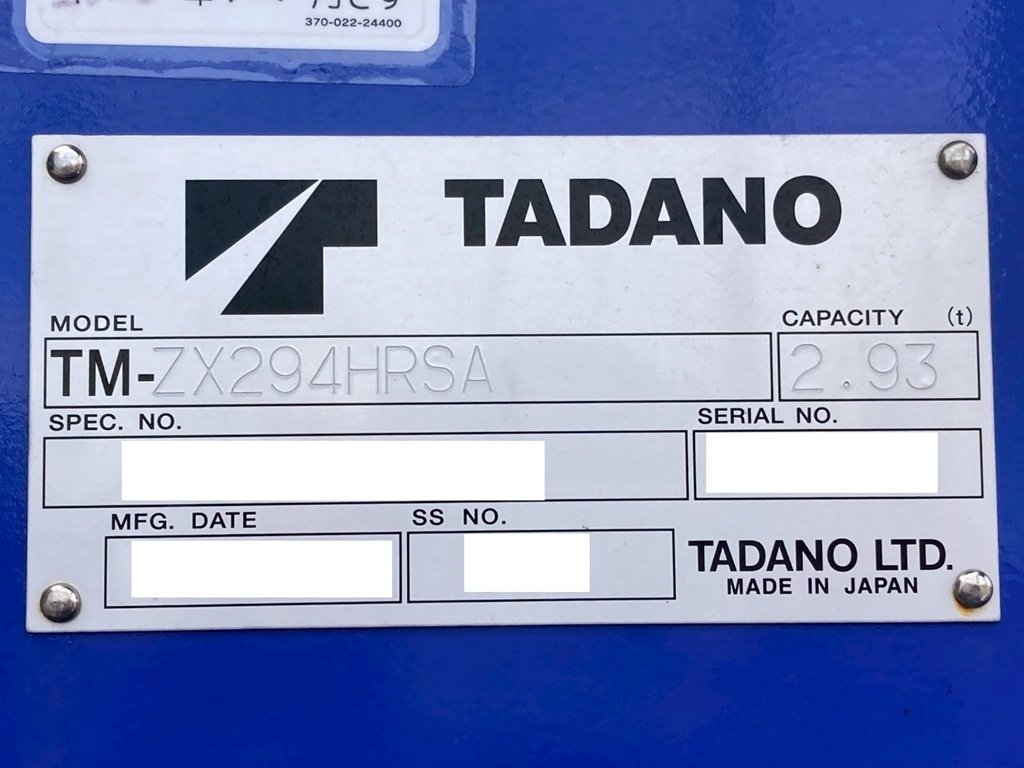 370-022-24400
TADANO
MODEL
TM-ZX294HRSA
CAPACITY (t)
2.93
SPEC. NO.
SERIAL NO.
MFG. DATE
SS NO.
TADANO LTD.
MADE IN JAPAN